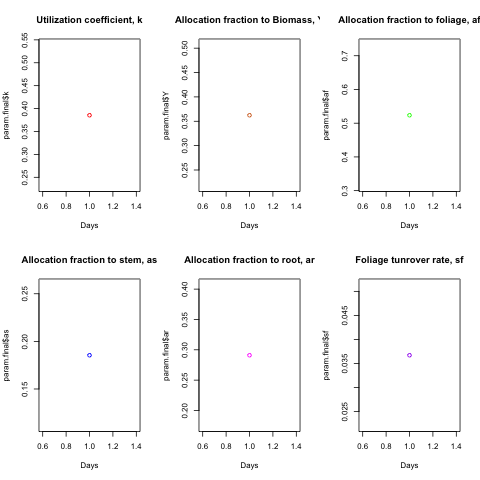 Utilization coefficient, k
Allocation fraction to Biomass, Y
Allocation fraction to foliage, af
param.final$k
0.25 0.30 0.35 0.40 0.45 0.50 0.55
0.6 0.8 1.0 1.2 1.4
Days
param.final$Y
0.25 0.30 0.35 0.40 0.45 0.50
0.6 0.8 1.0 1.2 1.4
Days
param.final$af
0.3 0.4 0.5 0.6 0.7
0.6 0.8 1.0 1.2 1.4
Days
Allocation fraction to stem, as
Allocation fraction to root, ar
Foliage tunrover rate, sf
param.final$as
0.15 0.20 0.25
0.6 0.8 1.0 1.2 1.4
Days
param.final$ar
0.20 0.25 0.30 0.35 0.40
0.6 0.8 1.0 1.2 1.4
Days
param.final$sf
0.025 0.035 0.045
0.6 0.8 1.0 1.2 1.4
Days